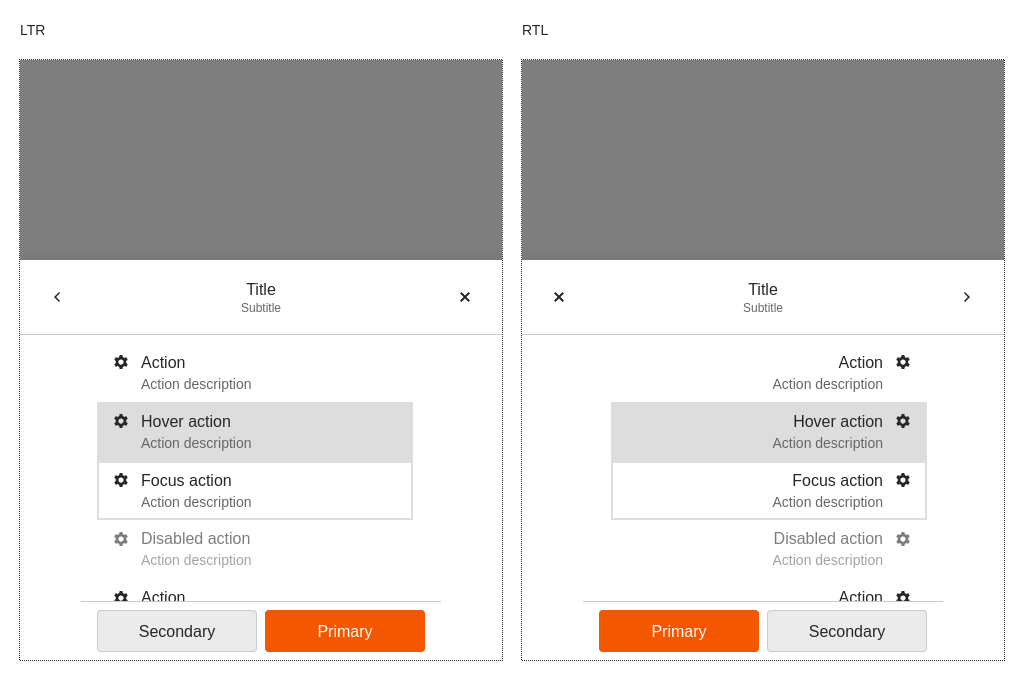 LTR
Title
Subtitle
Action
Action description
Hover action
Action description
Focus action
Action description
Disabled action
Action description
Action
Secondary
Primary
RTL
Title
Subtitle
Action
Action description
Hover action
Action description
Focus action
Action description
Disabled action
Action description
Action
Primary
Secondary